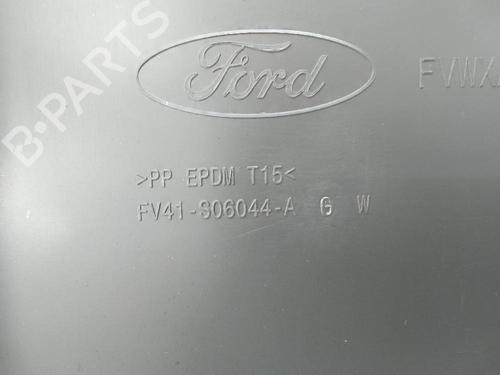 B-PARTS
Ford
FVWX
>PP EPDM T15<
FV41-S06044-A G W